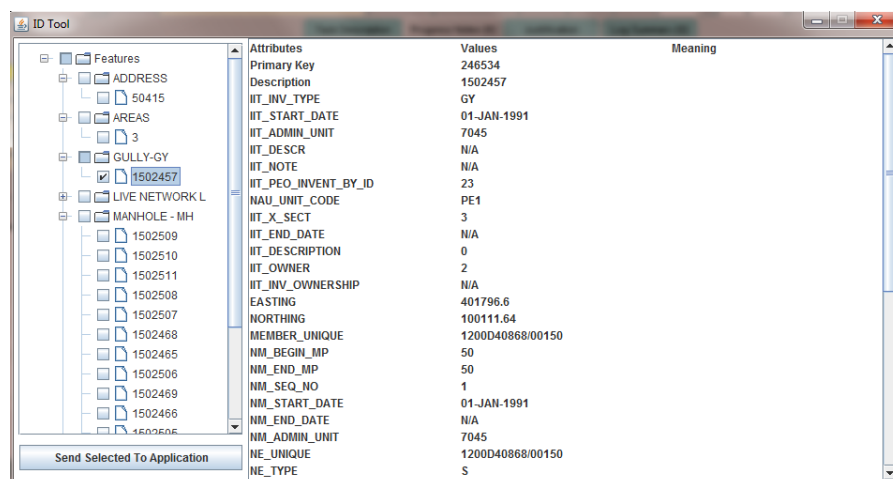 ID Tool
Features
ADDRESS
50415
AREAS
3
GULLY-GY
1502457
LIVE NETWORK L
MANHOLE - MH
1502509
1502510
1502511
1502508
1502507
1502468
1502465
1502506
1502469
1502466
1502505
Send Selected To Application
Attributes Values Meaning
Primary Key 246534
Description 1502457
IIT_INV_TYPE GY
IIT_START_DATE 01-JAN-1991
IIT_ADMIN_UNIT 7045
IIT_DESCR N/A
IIT_NOTE N/A
IIT_PEO_INVENT_BY_ID 23
NAU_UNIT_CODE PE1
IIT_X_SECT 3
IIT_END_DATE N/A
IIT_DESCRIPTION 0
IIT_OWNER 2
IIT_INV_OWNERSHIP N/A
EASTING 401796.6
NORTHING 100111.64
MEMBER_UNIQUE 1200D40868/00150
NM_BEGIN_MP 50
NM_END_MP 50
NM_SEQ_NO 1
NM_START_DATE 01-JAN-1991
NM_END_DATE N/A
NM_ADMIN_UNIT 7045
NE_UNIQUE 1200D40868/00150
NE_TYPE S